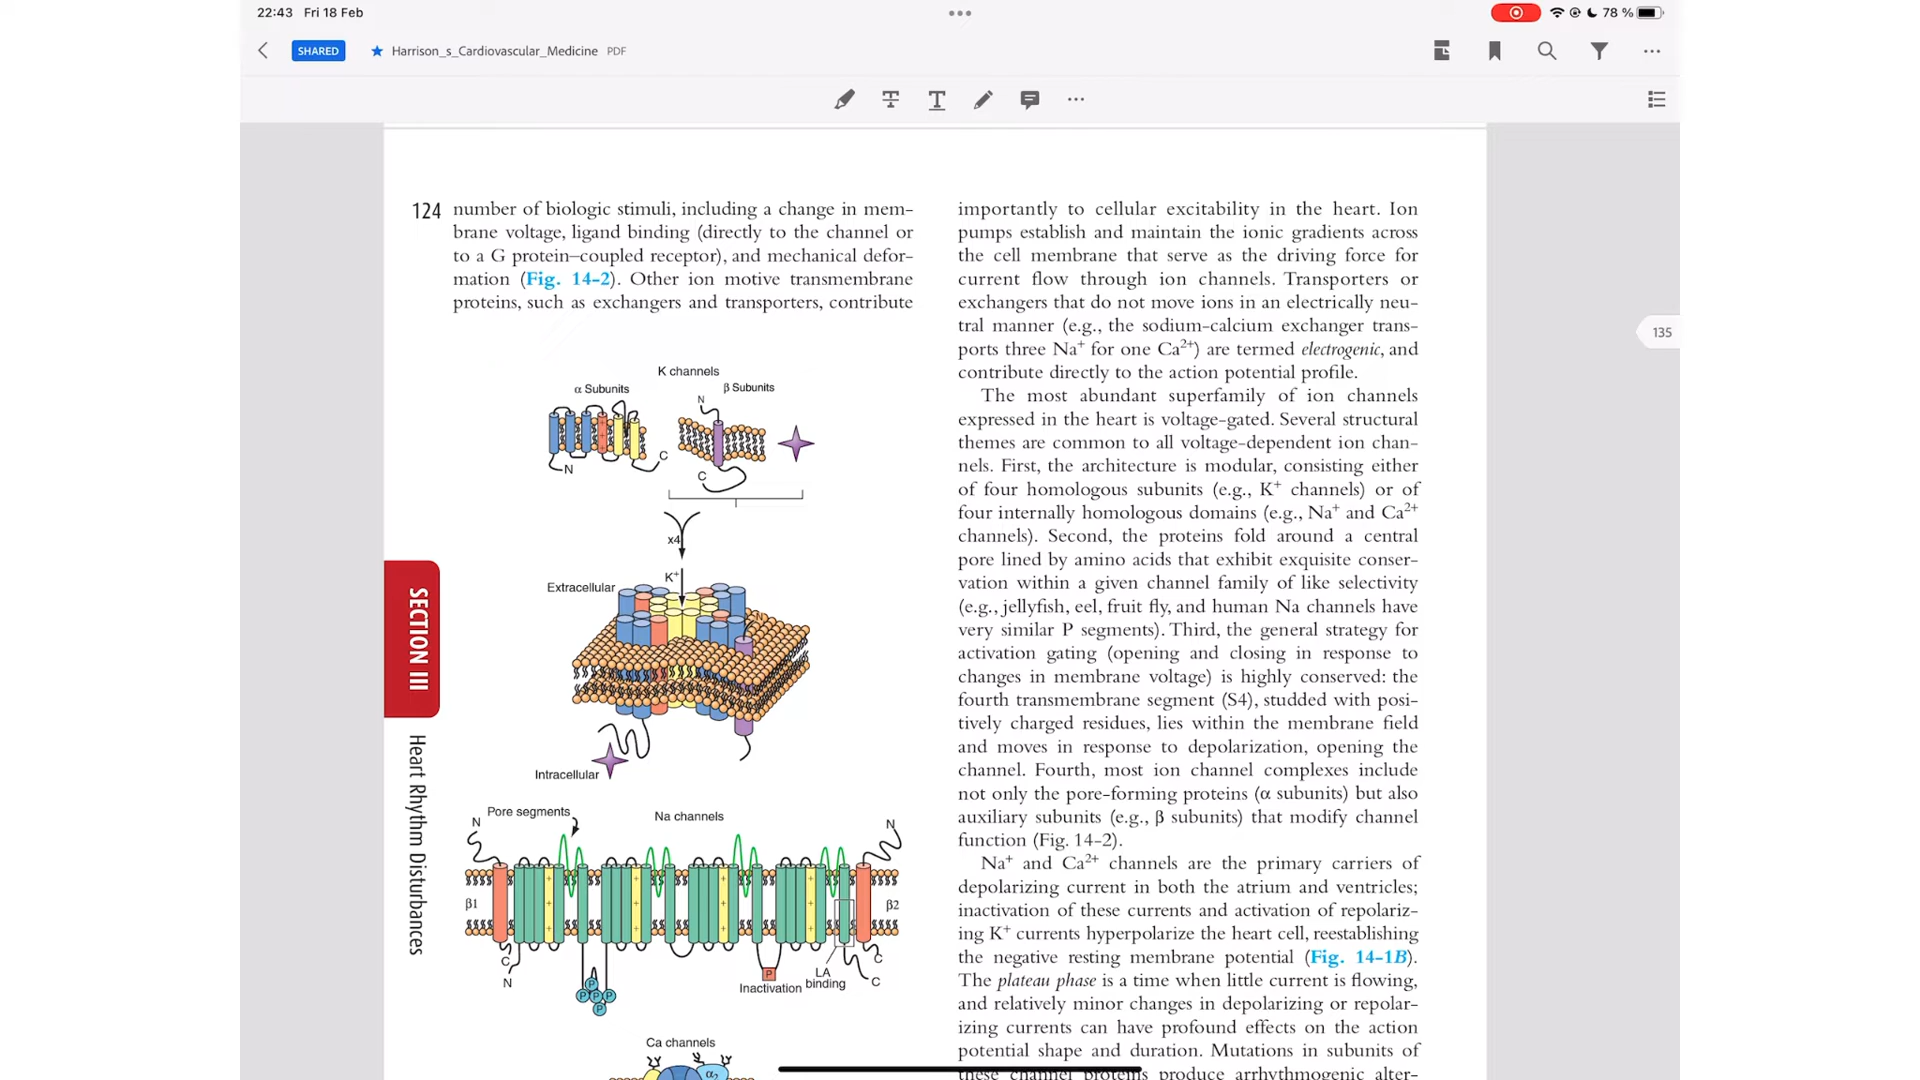 22:43 Fri 18 Feb
78 %
SHARED
Harrison_s_Cardiovascular_Medicine PDF
135
124
number of biologic stimuli, including a change in mem-
brane voltage, ligand binding (directly to the channel or
to a G protein–coupled receptor), and mechanical defor-
mation (Fig. 14-2). Other ion motive transmembrane
proteins, such as exchangers and transporters, contribute
K channels
α Subunits
β Subunits
N
C
N
C
x4
K⁺
Extracellular
N
Intracellular
SECTION III
Heart Rhythm Disturbances
Pore segments
Na channels
N
N
β1
β2
C
N
C
C
P
P
P
P
P
P
Inactivation
LA
binding
Ca channels
α₂
importantly to cellular excitability in the heart. Ion
pumps establish and maintain the ionic gradients across
the cell membrane that serve as the driving force for
current flow through ion channels. Transporters or
exchangers that do not move ions in an electrically neu-
tral manner (e.g., the sodium-calcium exchanger trans-
ports three Na⁺ for one Ca²⁺) are termed electrogenic, and
contribute directly to the action potential profile.
The most abundant superfamily of ion channels
expressed in the heart is voltage-gated. Several structural
themes are common to all voltage-dependent ion chan-
nels. First, the architecture is modular, consisting either
of four homologous subunits (e.g., K⁺ channels) or of
four internally homologous domains (e.g., Na⁺ and Ca²⁺
channels). Second, the proteins fold around a central
pore lined by amino acids that exhibit exquisite conser-
vation within a given channel family of like selectivity
(e.g., jellyfish, eel, fruit fly, and human Na channels have
very similar P segments). Third, the general strategy for
activation gating (opening and closing in response to
changes in membrane voltage) is highly conserved: the
fourth transmembrane segment (S4), studded with posi-
tively charged residues, lies within the membrane field
and moves in response to depolarization, opening the
channel. Fourth, most ion channel complexes include
not only the pore-forming proteins (α subunits) but also
auxiliary subunits (e.g., β subunits) that modify channel
function (Fig. 14-2).
Na⁺ and Ca²⁺ channels are the primary carriers of
depolarizing current in both the atrium and ventricles;
inactivation of these currents and activation of repolariz-
ing K⁺ currents hyperpolarize the heart cell, reestablishing
the negative resting membrane potential (Fig. 14-1B).
The plateau phase is a time when little current is flowing,
and relatively minor changes in depolarizing or repolar-
izing currents can have profound effects on the action
potential shape and duration. Mutations in subunits of
these channel proteins produce arrhythmogenic alter-